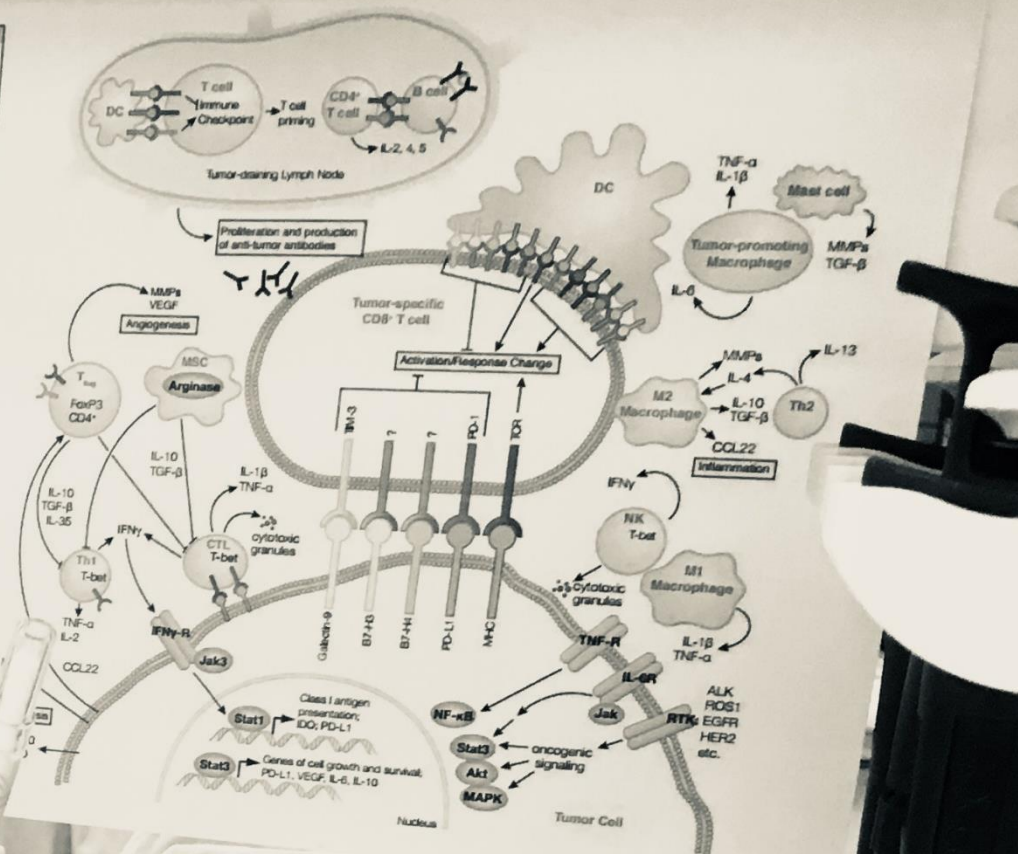 DC
T cell
Immune
Checkpoint
T cell
priming
CD4+
T cell
B cell
IL-2, 4, 5
Tumor-draining Lymph Node
Proliferation and production
of anti-tumor antibodies
DC
TNF-α
IL-1β
Mast cell
Tumor-promoting
Macrophage
MMPs
TGF-β
IL-6
Tumor-specific
CD8+ T cell
Activation/Response Change
TIM-3
?
?
PD-1
TCR
MMPs
VEGF
Angiogenesis
MSC
Arginase
FoxP3
CD4+
IL-10
TGF-β
IL-1β
TNF-α
cytotoxic
granules
IL-10
TGF-β
IL-35
IFNγ
CTL
T-bet
Th1
T-bet
TNF-α
IL-2
CCL22
MMPs
IL-13
IL-4
M2
Macrophage
IL-10
TGF-β
Th2
CCL22
Inflammation
IFNγ
NK
T-bet
M1
Macrophage
cytotoxic
granules
IL-1β
TNF-α
Galectin-9
B7-H3
B7-H4
PD-L1
MHC
IFNγ-R
Jak3
TNF-R
IL-6R
Jak
RTK:
ALK
ROS1
EGFR
HER2
etc.
NF-κB
Stat3
Akt
MAPK
oncogenic
signaling
Stat1
Class I antigen
presentation;
IDO; PD-L1
Stat3
Genes of cell growth and survival;
PD-L1, VEGF, IL-6, IL-10
Nucleus
Tumor Cell